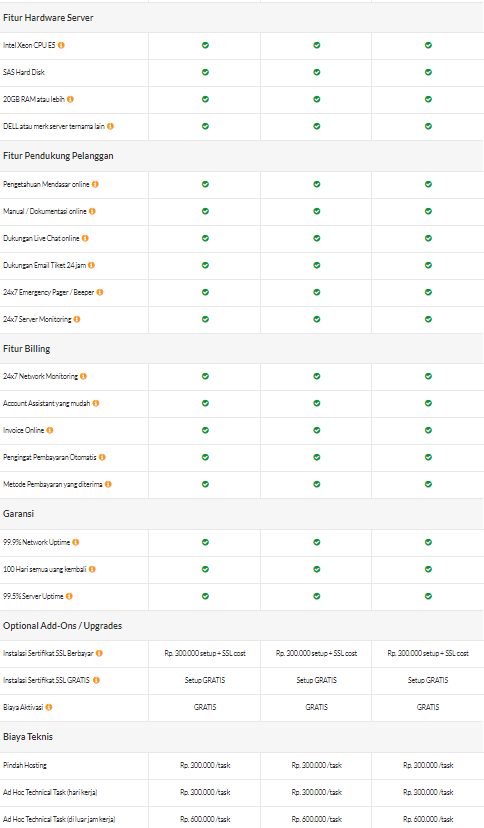 Fitur Hardware Server
Intel Xeon CPU E5
SAS Hard Disk
20GB RAM atau lebih
DELL atau merk server ternama lain
Fitur Pendukung Pelanggan
Pengetahuan Mendasar online
Manual / Dokumentasi online
Dukungan Live Chat online
Dukungan Email Tiket 24 jam
24x7 Emergency Pager / Beeper
24x7 Server Monitoring
Fitur Billing
24x7 Network Monitoring
Account Assistant yang mudah
Invoice Online
Pengingat Pembayaran Otomatis
Metode Pembayaran yang diterima
Garansi
99.9% Network Uptime
100 Hari semua uang kembali
99.5% Server Uptime
Optional Add-Ons / Upgrades
Instalasi Sertifikat SSL Berbayar Rp. 300.000 setup + SSL cost Rp. 300.000 setup + SSL cost Rp. 300.000 setup + SSL cost
Instalasi Sertifikat SSL GRATIS Setup GRATIS Setup GRATIS Setup GRATIS
Biaya Aktivasi GRATIS GRATIS GRATIS
Biaya Teknis
Pindah Hosting Rp. 300.000 /task Rp. 300.000 /task Rp. 300.000 /task
Ad Hoc Technical Task (hari kerja) Rp. 300.000 /task Rp. 300.000 /task Rp. 300.000 /task
Ad Hoc Technical Task (di luar jam kerja) Rp. 600.000 /task Rp. 600.000 /task Rp. 600.000 /task